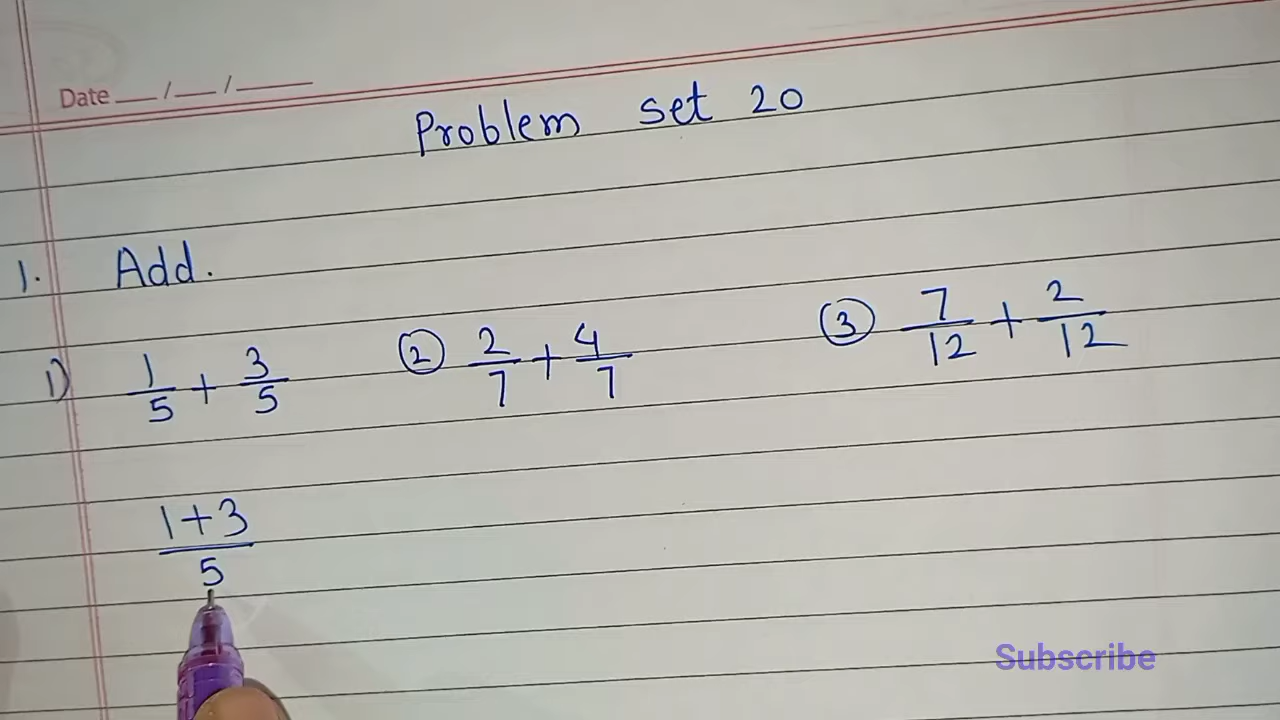 Date __/__/____
Problem set 20
1. Add.
1) 1/5 + 3/5 ② 2/7 + 4/7 ③ 7/12 + 2/12
1+3/5
Subscribe